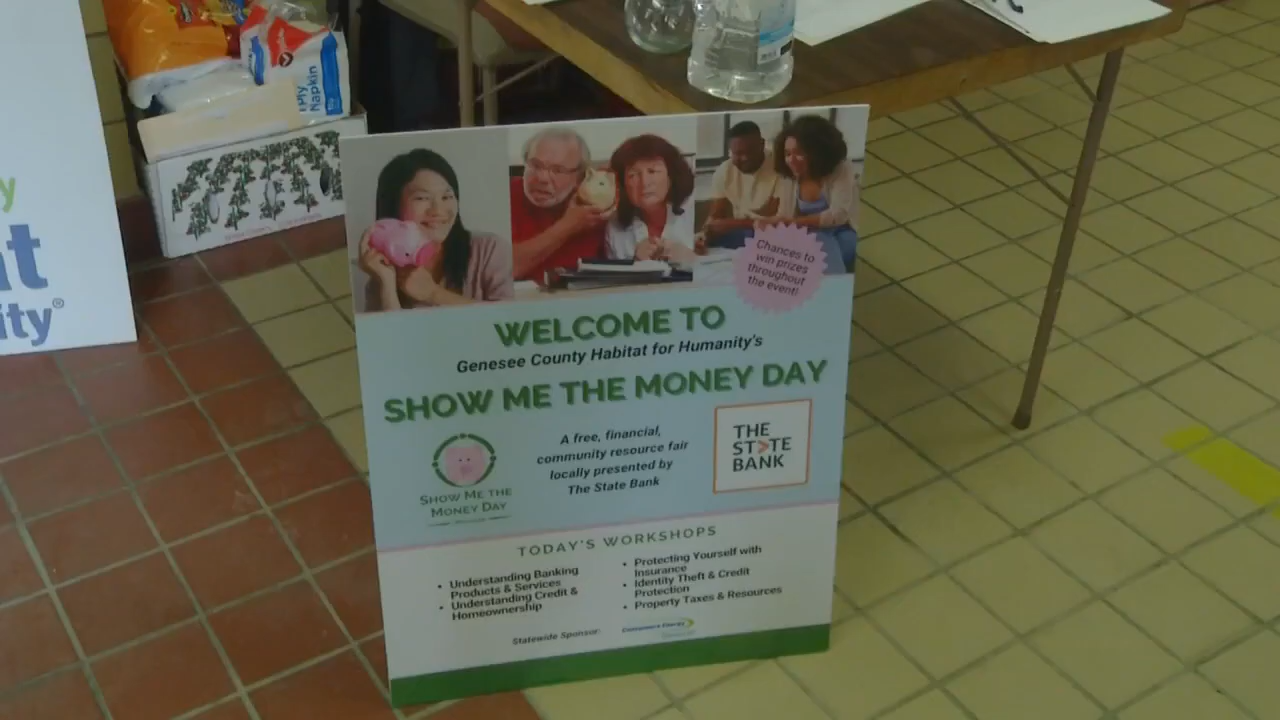 Napkin
y
at
ity®
Chances to
win prizes
throughout
the event!
WELCOME TO
Genesee County Habitat for Humanity's
SHOW ME THE MONEY DAY
A free, financial,
community resource fair
locally presented by
The State Bank
THE
STATE
BANK
SHOW ME THE
MONEY DAY
TODAY'S WORKSHOPS
• Understanding Banking
Products & Services
• Understanding Credit &
Homeownership
• Protecting Yourself with
Insurance
• Identity Theft & Credit
Protection
• Property Taxes & Resources
Statewide Sponsor:
Consumers Energy